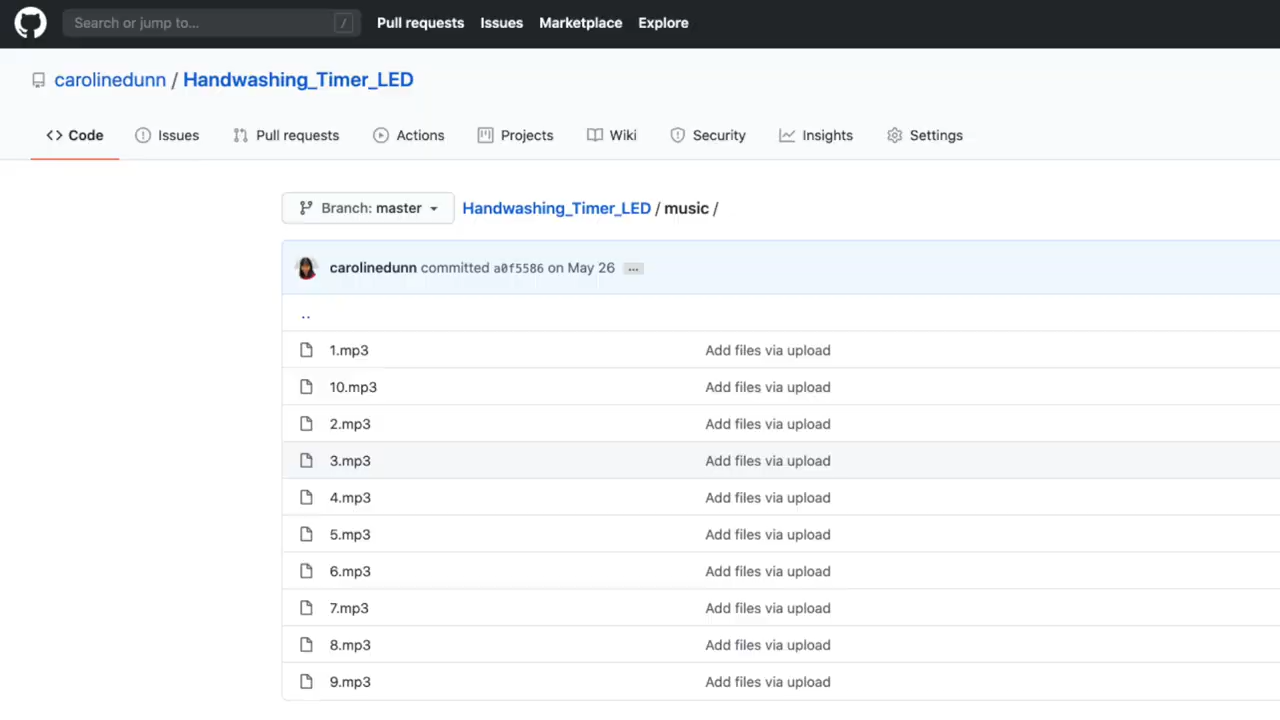 Search or jump to... / Pull requests Issues Marketplace Explore
carolinedunn / Handwashing_Timer_LED
<> Code Issues Pull requests Actions Projects Wiki Security Insights Settings
Branch: master Handwashing_Timer_LED / music /
carolinedunn committed a0f5586 on May 26 ...
..
1.mp3 Add files via upload
10.mp3 Add files via upload
2.mp3 Add files via upload
3.mp3 Add files via upload
4.mp3 Add files via upload
5.mp3 Add files via upload
6.mp3 Add files via upload
7.mp3 Add files via upload
8.mp3 Add files via upload
9.mp3 Add files via upload